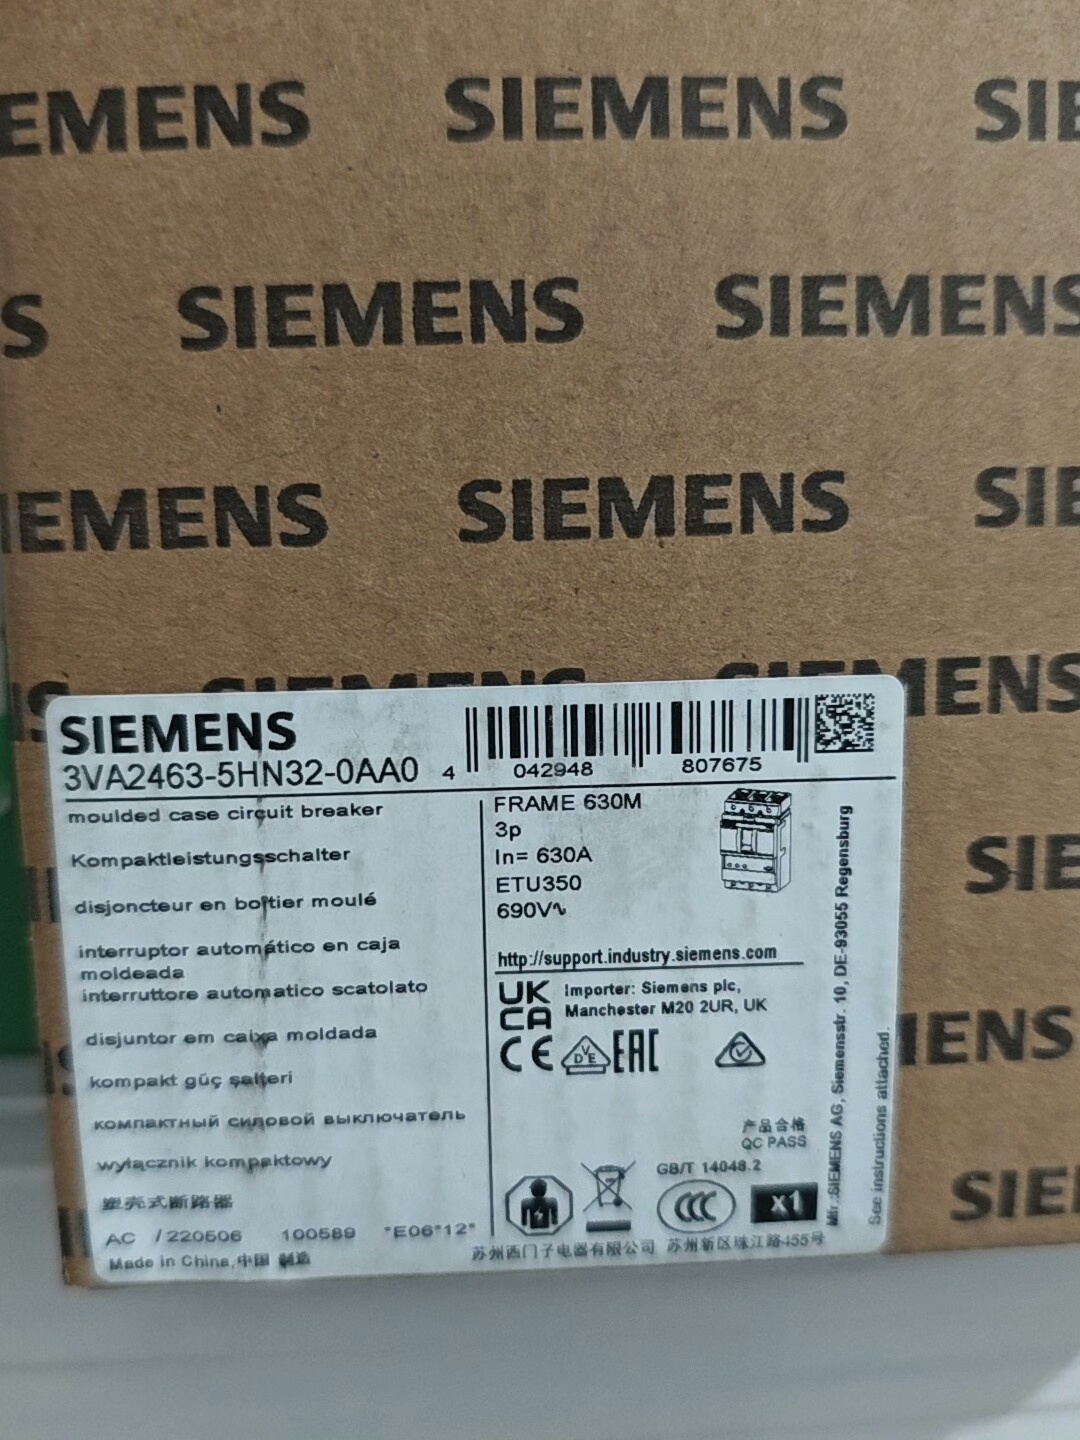 EMENS SIEMENS SIE
S SIEMENS SIEMENS
IEMENS SIEMENS SIE
IS SIEMENS SIEMENS
SIE
IENS
SIE
SIEMENS
3VA2463-5HN32-0AA0
4 042948 807675
moulded case circuit breaker
Kompaktleistungsschalter
disjoncteur en boîtier moulé
interruptor automático en caja
moldeada
interruttore automatico scatolato
disjuntor em caixa moldada
kompakt güç şalteri
компактный силовой выключатель
wyłącznik kompaktowy
塑壳式断路器
AC /220506 100589 *E06*12*
Made in China,中国 制造
FRAME 630M
3p
In= 630A
ETU350
690V∿
http://support.industry.siemens.com
UK
CA
Importer: Siemens plc,
Manchester M20 2UR, UK
CE VDE EAC
产品合格
QC PASS
GB/T 14048.2
CCC
x1
苏州西门子电器有限公司 苏州新区珠江路455号
Mfr.:SIEMENS AG, Siemensstr. 10, DE-93055 Regensburg
See instructions attached.